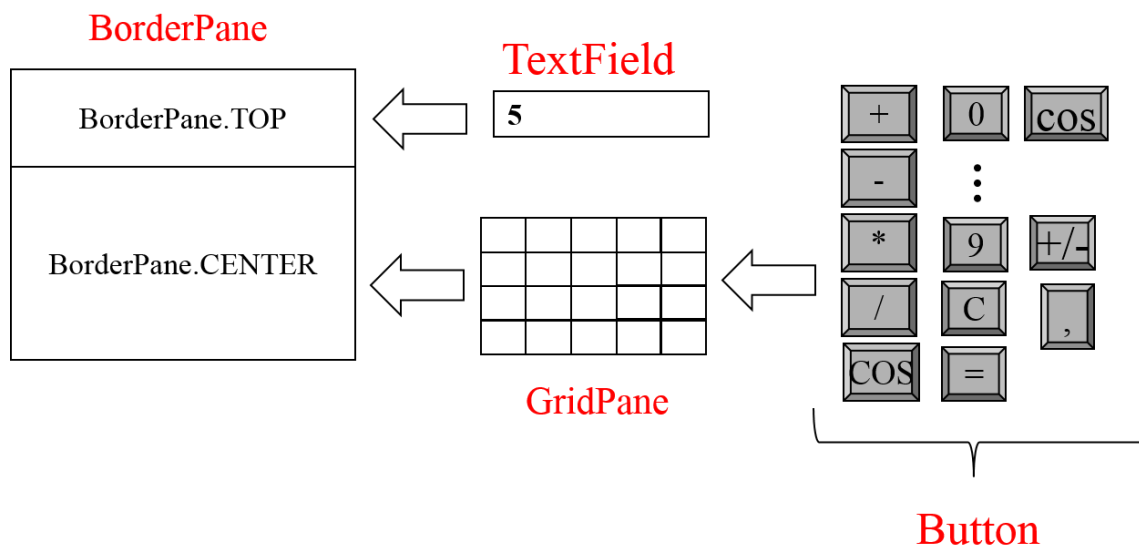 BorderPane
TextField
BorderPane.TOP
5
+ 0 cos
-
* 9 +/-
BorderPane.CENTER
/ C ,
COS =
GridPane
Button